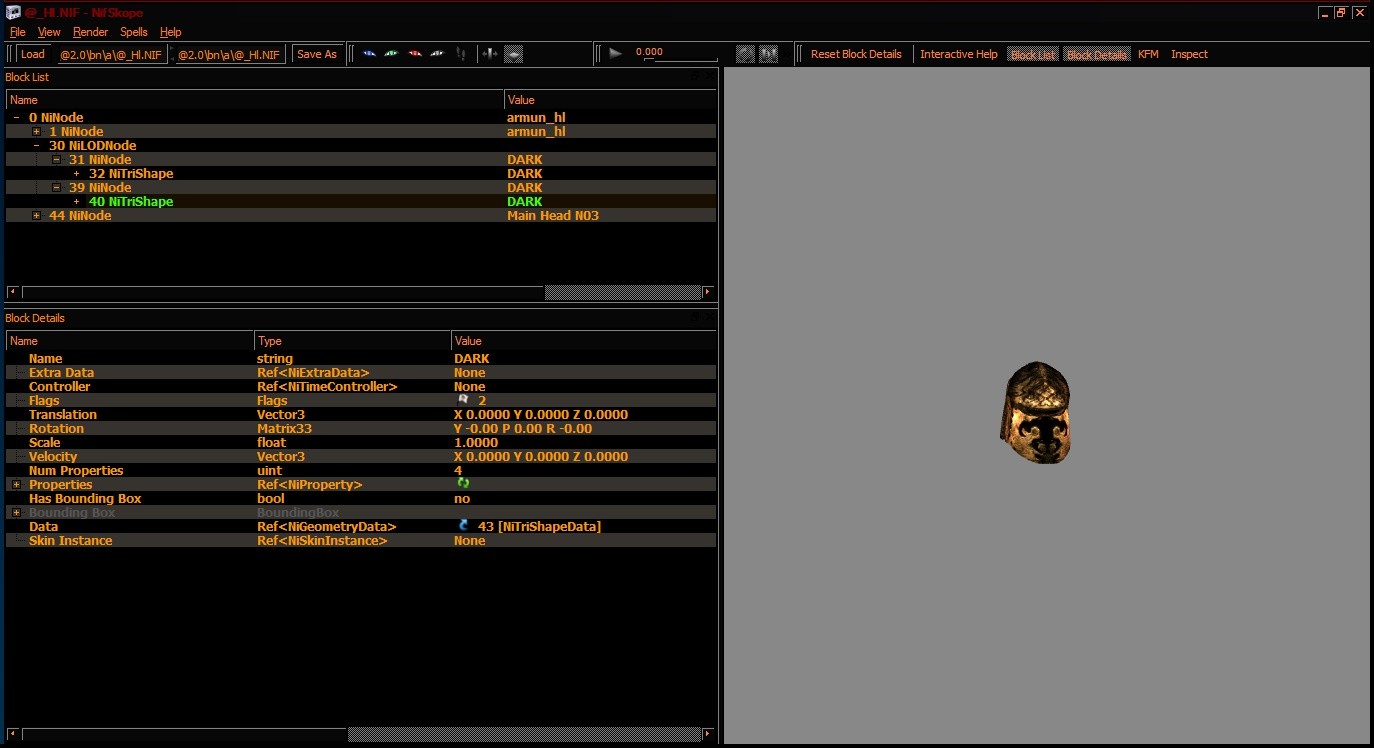 @_Hl.NIF - NifSkope
File View Render Spells Help
Load @2.0\bn\a\@_Hl.NIF @2.0\bn\a\@_Hl.NIF Save As 0.000 Reset Block Details Interactive Help Block List Block Details KFM Inspect
Block List
Name Value
0 NiNode armun_hl
1 NiNode armun_hl
30 NiLODNode
31 NiNode DARK
32 NiTriShape DARK
39 NiNode DARK
40 NiTriShape DARK
44 NiNode Main Head N03
Block Details
Name Type Value
Name string DARK
Extra Data Ref<NiExtraData> None
Controller Ref<NiTimeController> None
Flags Flags 2
Translation Vector3 X 0.0000 Y 0.0000 Z 0.0000
Rotation Matrix33 Y -0.00 P 0.00 R -0.00
Scale float 1.0000
Velocity Vector3 X 0.0000 Y 0.0000 Z 0.0000
Num Properties uint 4
Properties Ref<NiProperty>
Has Bounding Box bool no
Bounding Box BoundingBox
Data Ref<NiGeometryData> 43 [NiTriShapeData]
Skin Instance Ref<NiSkinInstance> None